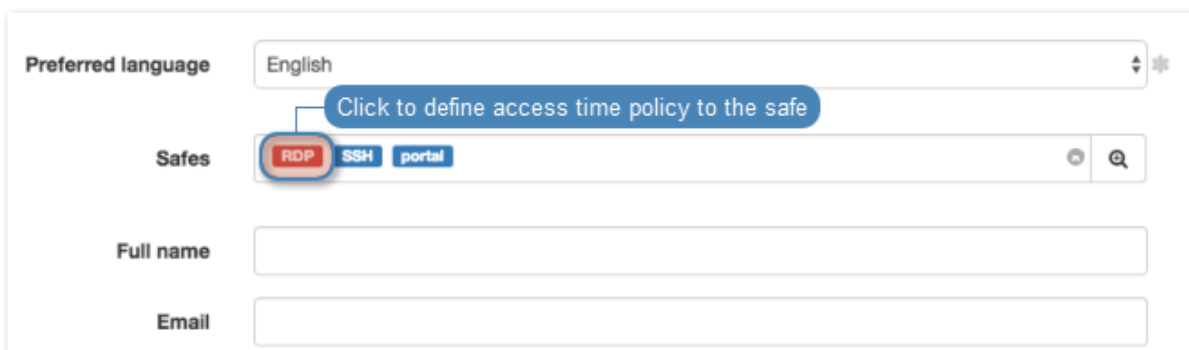 Preferred language English
Click to define access time policy to the safe
Safes RDP SSH portal
Full name
Email